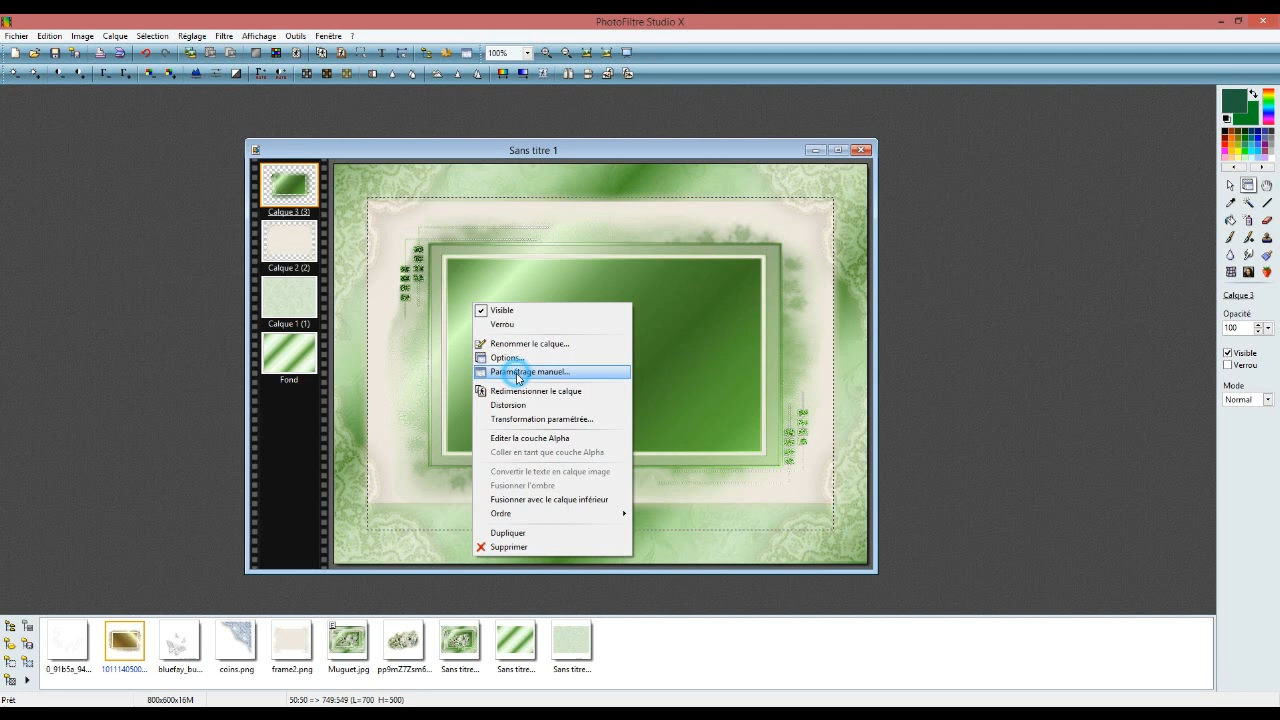 PhotoFiltre Studio X
Fichier Edition Image Calque Sélection Réglage Filtre Affichage Outils Fenêtre ?
100%
Sans titre 1
Calque 3 (3)
Calque 2 (2)
Calque 1 (1)
Fond
Visible
Verrou
Renommer le calque...
Options...
Paramétrage manuel...
Redimensionner le calque
Distorsion
Transformation paramétrée...
Editer la couche Alpha
Coller en tant que couche Alpha
Convertir le texte en calque image
Fusionner l'ombre
Fusionner avec le calque inférieur
Ordre
Dupliquer
Supprimer
Calque 3
Opacité
100
Visible
Verrou
Mode
Normal
0_91b5a_94... 1011140500... bluefay_bu... coins.png frame2.png Muguet.jpg pp9mZ7Zsm6... Sans titre... Sans titre... Sans titre...
Prêt 800x600x16M 50:50 => 749:549 (L=700 H=500)